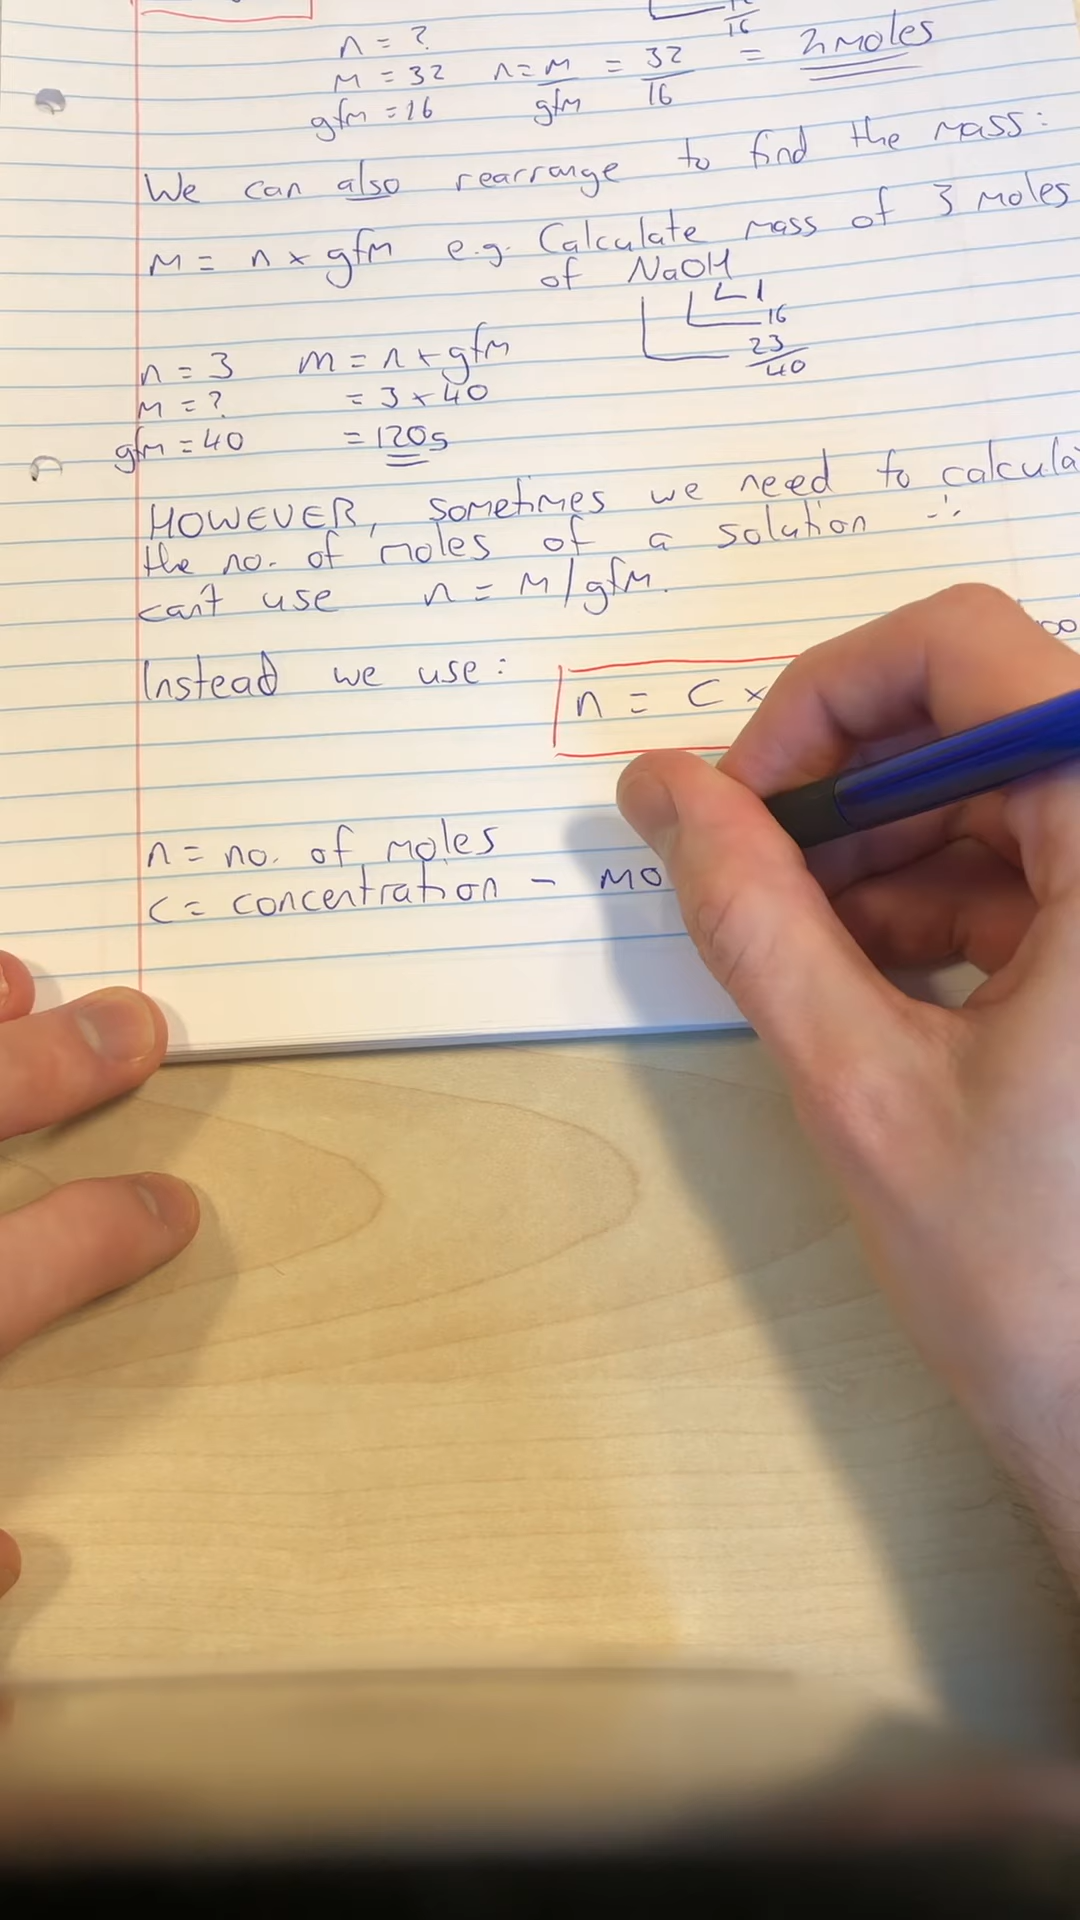 16
n = ?
m = 32 n = m/gfm = 32/16 = 2 moles
gfm = 16
We can also rearrange to find the mass:
m = n x gfm e.g. Calculate mass of 3 moles
of NaOH
1
16
23
40
n = 3 m = n x gfm
m = ? = 3 x 40
gfm = 40 = 120g
HOWEVER, sometimes we need to calcula
the no. of moles of a solution ∴
can't use n = m/gfm.
Instead we use: n = C x
n = no. of moles
c = concentration - mo